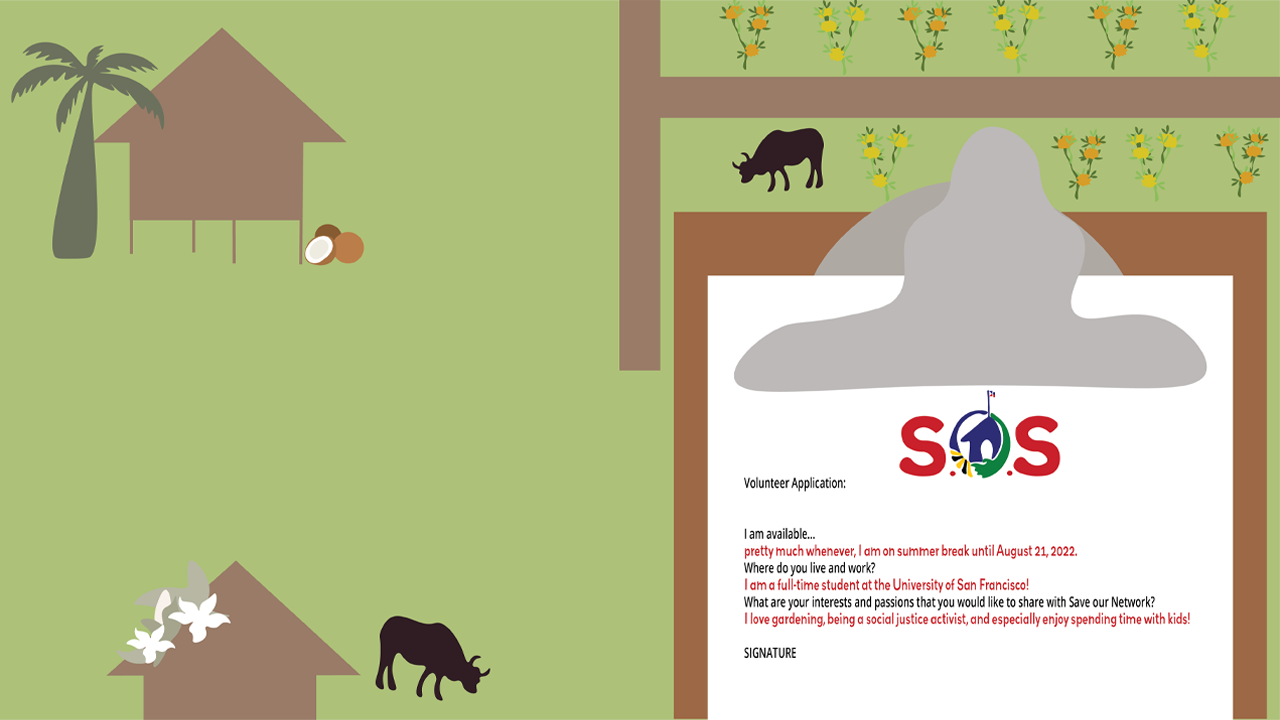 S.O.S
Volunteer Application:
I am available...
pretty much whenever, I am on summer break until August 21, 2022.
Where do you live and work?
I am a full-time student at the University of San Francisco!
What are your interests and passions that you would like to share with Save our Network?
I love gardening, being a social justice activist, and especially enjoy spending time with kids!
SIGNATURE